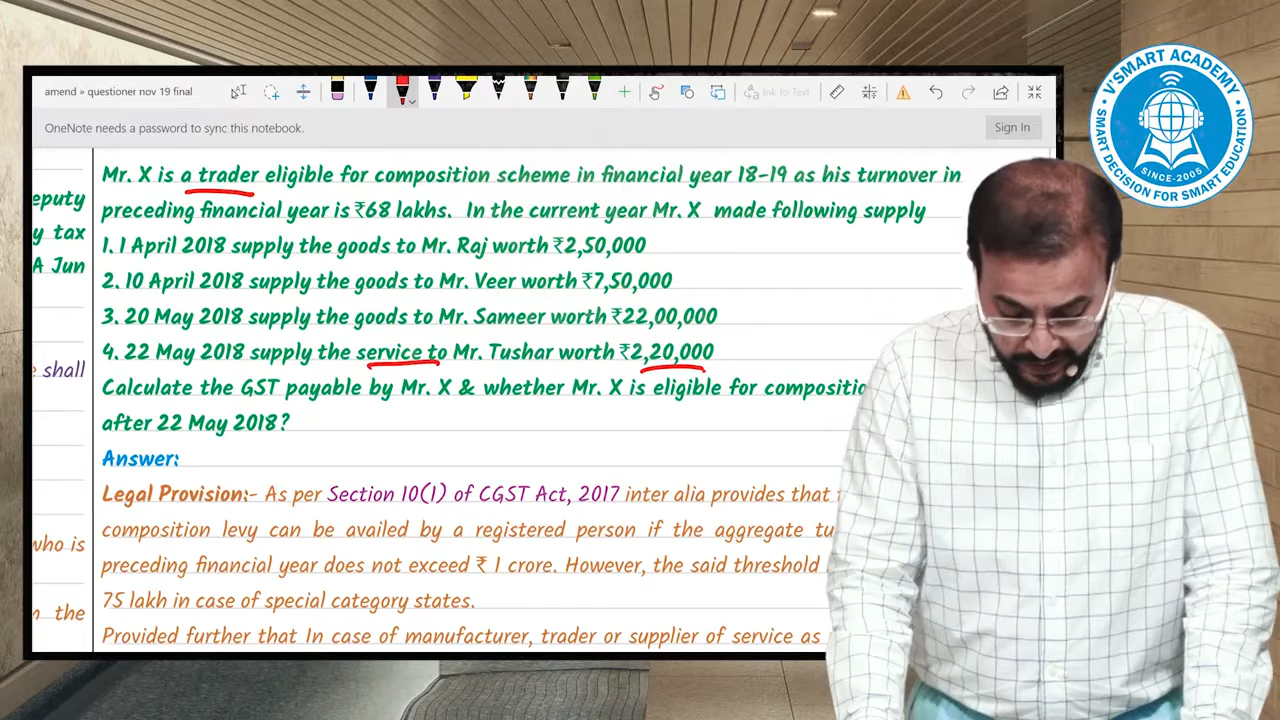 V'SMART ACADEMY
SMART DECISION FOR SMART EDUCATION
SINCE-2005
amend » questioner nov 19 final
Ink to Text
OneNote needs a password to sync this notebook.
Sign In
eputy
y tax
A Jun
shall
who is
the
Mr. X is a trader eligible for composition scheme in financial year 18-19 as his turnover in
preceding financial year is ₹68 lakhs. In the current year Mr. X made following supply
1. 1 April 2018 supply the goods to Mr. Raj worth ₹2,50,000
2. 10 April 2018 supply the goods to Mr. Veer worth ₹7,50,000
3. 20 May 2018 supply the goods to Mr. Sameer worth ₹22,00,000
4. 22 May 2018 supply the service to Mr. Tushar worth ₹2,20,000
Calculate the GST payable by Mr. X & whether Mr. X is eligible for compositio
after 22 May 2018?
Answer:
Legal Provision:- As per Section 10(1) of CGST Act, 2017 inter alia provides that
composition levy can be availed by a registered person if the aggregate tu
preceding financial year does not exceed ₹ 1 crore. However, the said threshold
75 lakh in case of special category states.
Provided further that In case of manufacturer, trader or supplier of service as